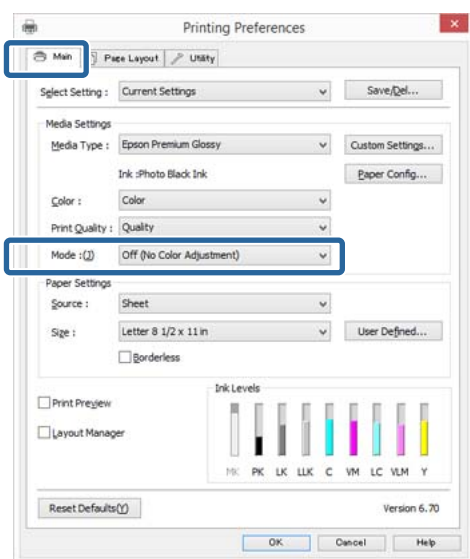 Printing Preferences
Main Page Layout Utility
Select Setting : Current Settings Save/Del...
Media Settings
Media Type : Epson Premium Glossy Custom Settings...
Ink :Photo Black Ink Paper Config...
Color : Color
Print Quality : Quality
Mode :(J) Off (No Color Adjustment)
Paper Settings
Source : Sheet
Size : Letter 8 1/2 x 11 in User Defined...
Borderless
Ink Levels
Print Preview
Layout Manager
MK PK LK LLK C VM LC VLM Y
Reset Defaults(Y) Version 6.70
OK Cancel Help